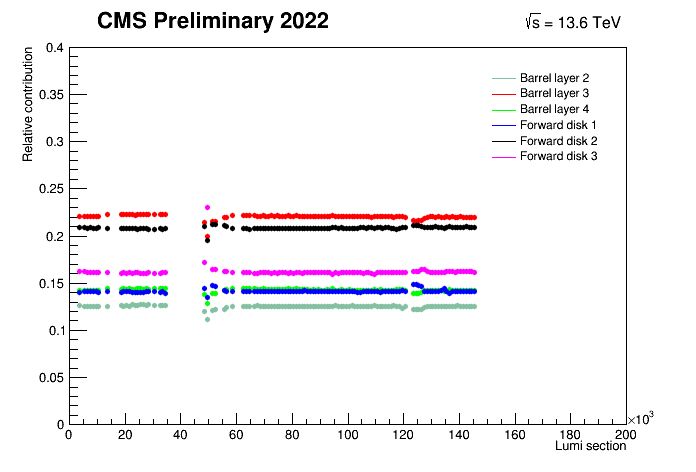 CMS Preliminary 2022
√s = 13.6 TeV
Relative contribution
0.4
0.35
0.3
0.25
0.2
0.15
0.1
0.05
0
Barrel layer 2
Barrel layer 3
Barrel layer 4
Forward disk 1
Forward disk 2
Forward disk 3
0 20 40 60 80 100 120 140 160 180 200
×10³
Lumi section